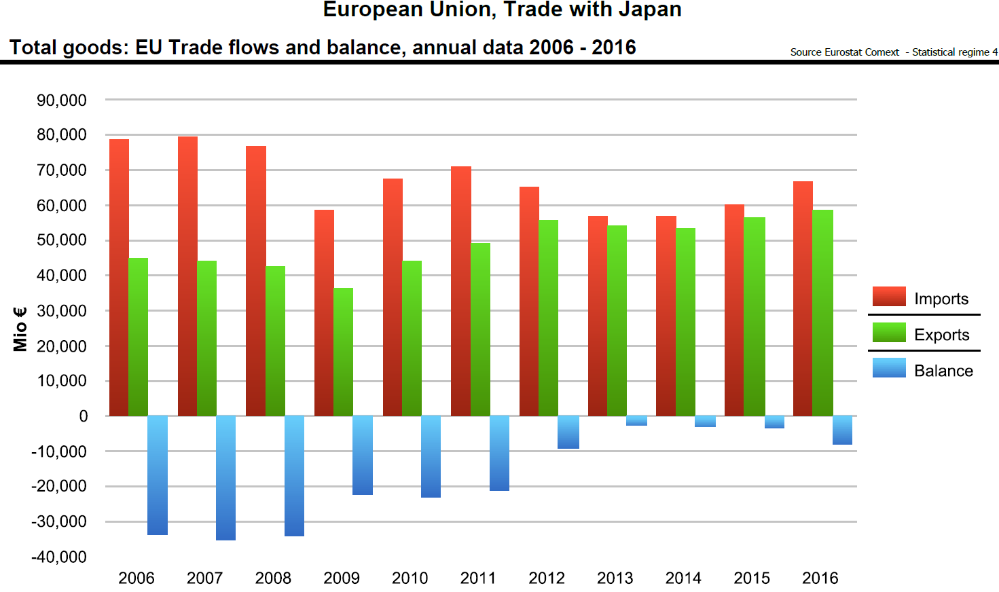 European Union, Trade with Japan
Total goods: EU Trade flows and balance, annual data 2006 - 2016
Source Eurostat Comext - Statistical regime 4
90,000
80,000
70,000
60,000
50,000
40,000
30,000
20,000
10,000
0
-10,000
-20,000
-30,000
-40,000
Mio €
2006 2007 2008 2009 2010 2011 2012 2013 2014 2015 2016
Imports
Exports
Balance